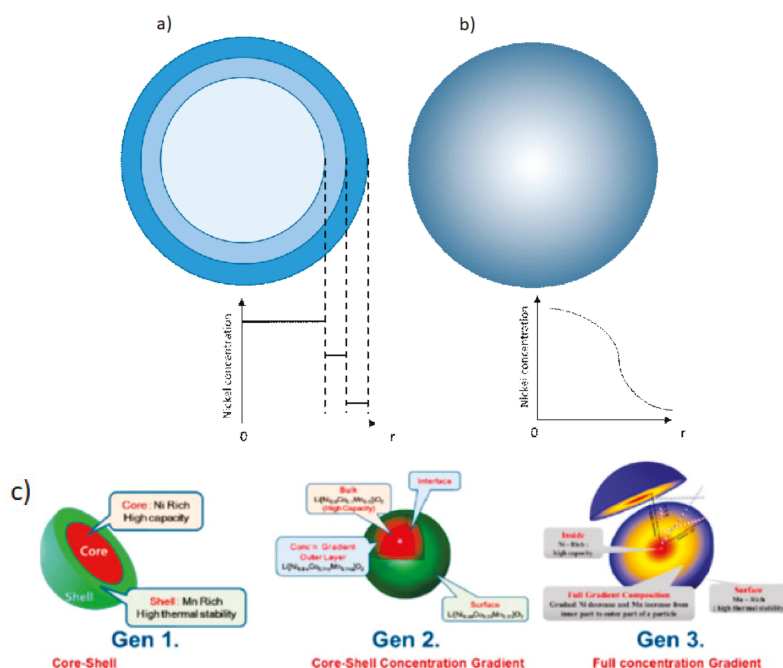 a)
b)
Nickel concentration
0
r
Nickel concentration
0
r
c)
Core : Ni Rich
High capacity
Core
Shell
Shell : Mn Rich
High thermal stability
Gen 1.
Core-Shell
Bulk
(High Capacity)
Interface
Conc'n Gradient
Outer Layer
Surface
Gen 2.
Core-Shell Concentration Gradient
Inside
Ni - Rich :
high capacity
Full Gradient Composition
Gradual Ni decrease and Mn increase from
inner part to outer part of a particle
Surface
Mn - Rich
: high thermal stability
Gen 3.
Full concentration Gradient